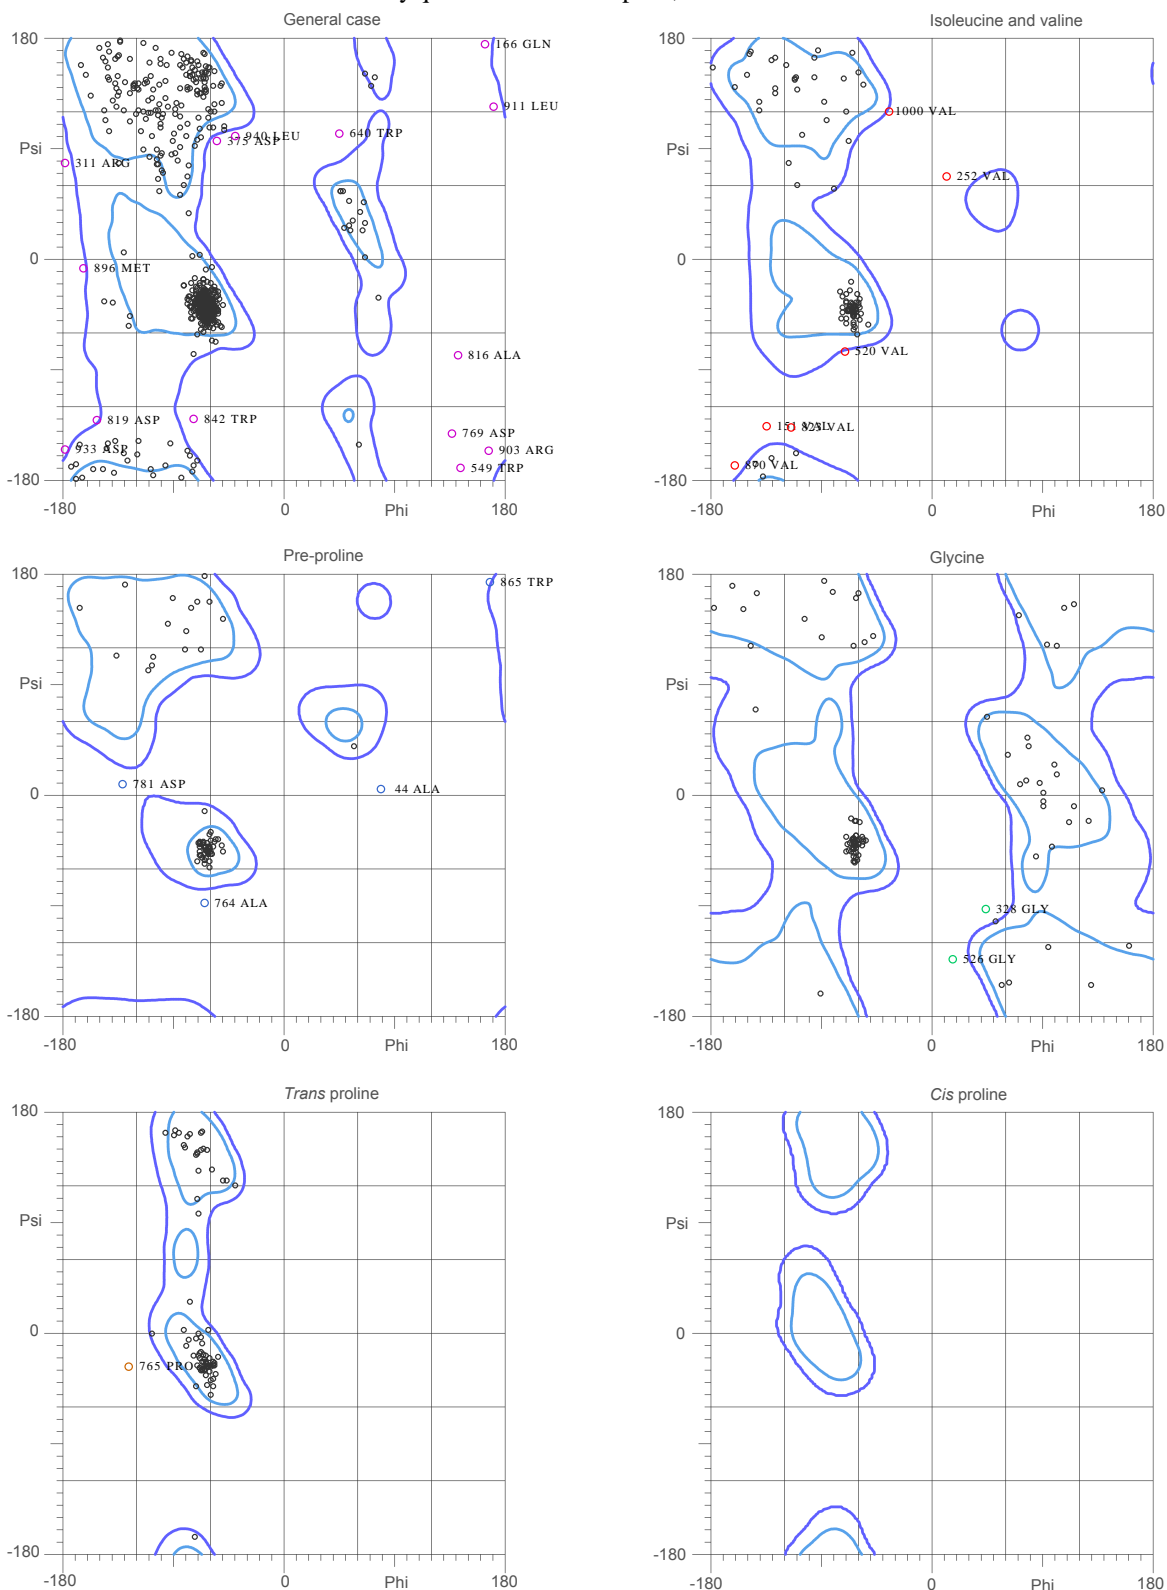 General case
180
166 GLN
911 LEU
940 LEU
375 ASP
640 TRP
Psi
311 ARG
0
896 MET
816 ALA
819 ASP
842 TRP
769 ASP
933 ASP
903 ARG
549 TRP
-180
-180 0 Phi 180
Isoleucine and valine
180
1000 VAL
Psi
252 VAL
0
520 VAL
151 VAL
823 VAL
870 VAL
-180
-180 0 Phi 180
Pre-proline
180
865 TRP
Psi
781 ASP
44 ALA
0
764 ALA
-180
-180 0 Phi 180
Glycine
180
Psi
0
328 GLY
526 GLY
-180
-180 0 Phi 180
Trans proline
180
Psi
0
765 PRO
-180
-180 0 Phi 180
Cis proline
180
Psi
0
-180
-180 0 Phi 180